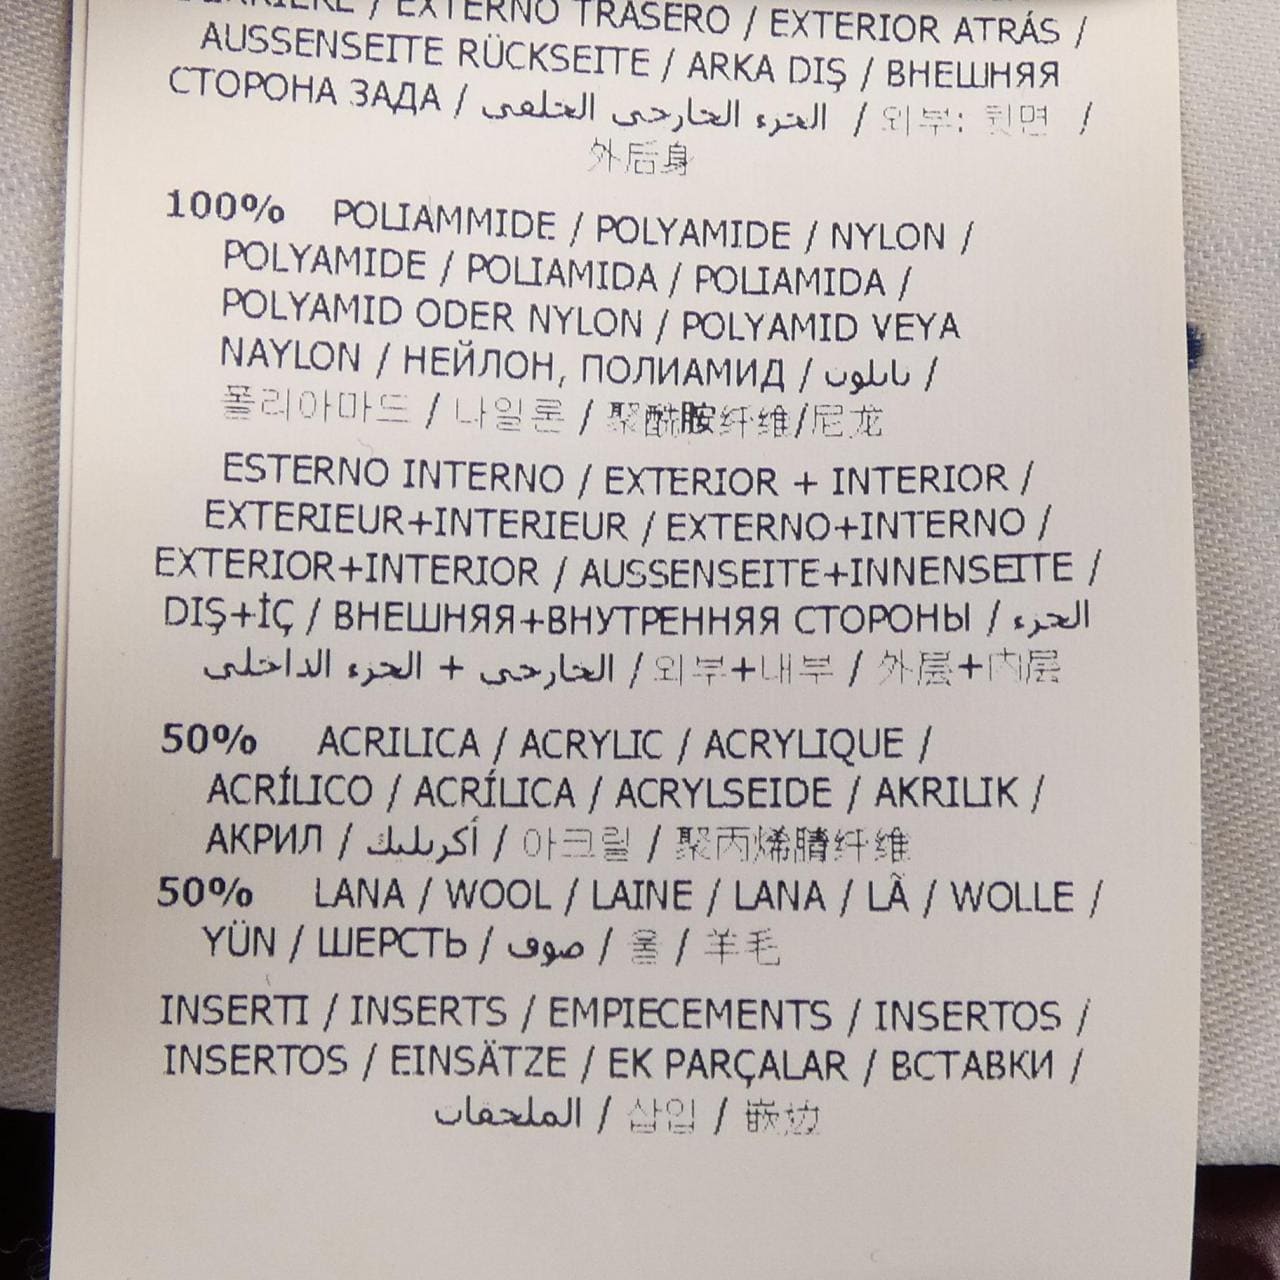 DERRIERE / EXTERNO TRASERO / EXTERIOR ATRÁS /
AUSSENSEITE RÜCKSEITE / ARKA DIŞ / ВНЕШНЯЯ
СТОРОНА ЗАДА / الجزء الخارجي الخلفي / 외부: 뒷면 /
外后身
100% POLIAMMIDE / POLYAMIDE / NYLON /
POLYAMIDE / POLIAMIDA / POLIAMIDA /
POLYAMID ODER NYLON / POLYAMID VEYA
NAYLON / НЕЙЛОН, ПОЛИАМИД / نايلون /
폴리아마드 / 나일론 / 聚酰胺纤维/尼龙
ESTERNO INTERNO / EXTERIOR + INTERIOR /
EXTERIEUR+INTERIEUR / EXTERNO+INTERNO /
EXTERIOR+INTERIOR / AUSSENSEITE+INNENSEITE /
DIŞ+İÇ / ВНЕШНЯЯ+ВНУТРЕННЯЯ СТОРОНЫ / الجزء
الخارجي + الجزء الداخلي / 외부+내부 / 外层+内层
50% ACRILICA / ACRYLIC / ACRYLIQUE /
ACRÍLICO / ACRÍLICA / ACRYLSEIDE / AKRILIK /
АКРИЛ / أكريليك / 아크릴 / 聚丙烯腈纤维
50% LANA / WOOL / LAINE / LANA / LÃ / WOLLE /
YÜN / ШЕРСТЬ / صوف / 울 / 羊毛
INSERTI / INSERTS / EMPIECEMENTS / INSERTOS /
INSERTOS / EINSÄTZE / EK PARÇALAR / ВСТАВКИ /
الملحقات / 삽입 / 嵌边